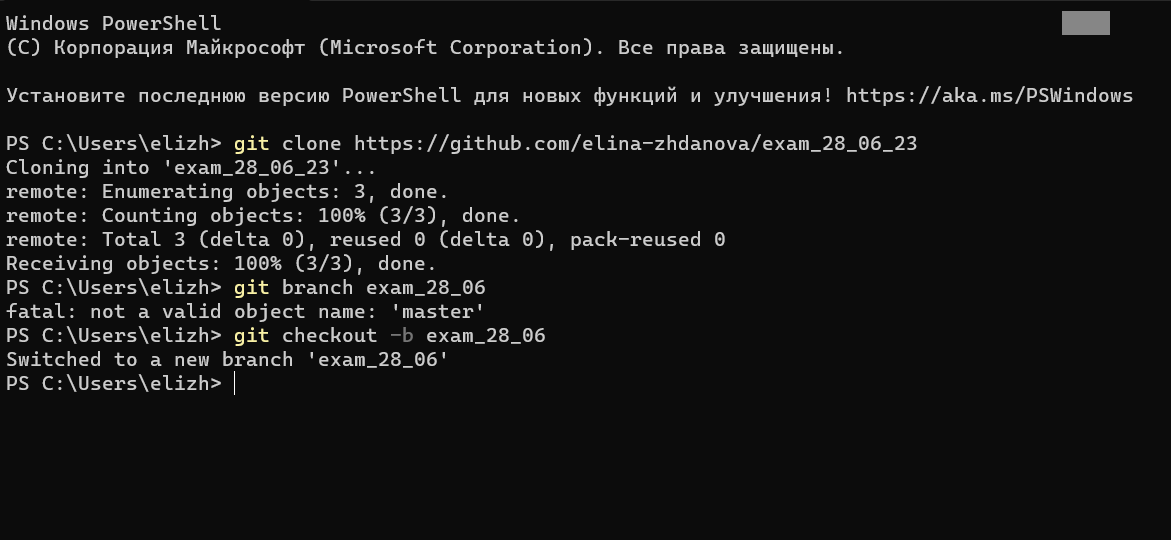 Windows PowerShell
(C) Корпорация Майкрософт (Microsoft Corporation). Все права защищены.
Установите последнюю версию PowerShell для новых функций и улучшения! https://aka.ms/PSWindows
PS C:\Users\elizh> git clone https://github.com/elina-zhdanova/exam_28_06_23
Cloning into 'exam_28_06_23'...
remote: Enumerating objects: 3, done.
remote: Counting objects: 100% (3/3), done.
remote: Total 3 (delta 0), reused 0 (delta 0), pack-reused 0
Receiving objects: 100% (3/3), done.
PS C:\Users\elizh> git branch exam_28_06
fatal: not a valid object name: 'master'
PS C:\Users\elizh> git checkout -b exam_28_06
Switched to a new branch 'exam_28_06'
PS C:\Users\elizh>